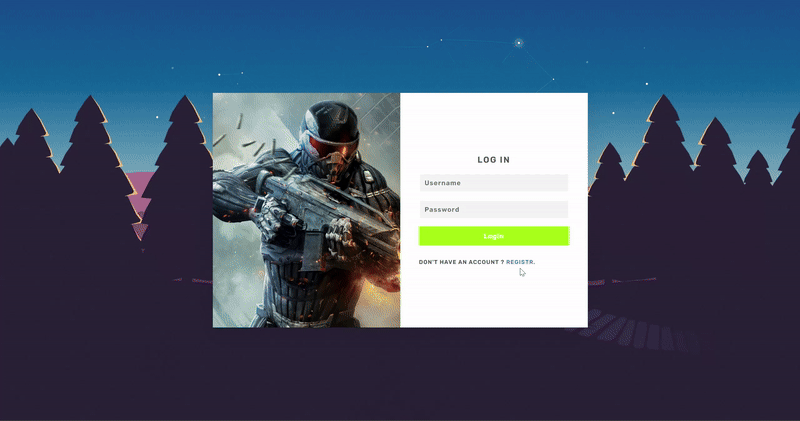 LOG IN
Username
Password
Login
DON'T HAVE AN ACCOUNT ? REGISTR.